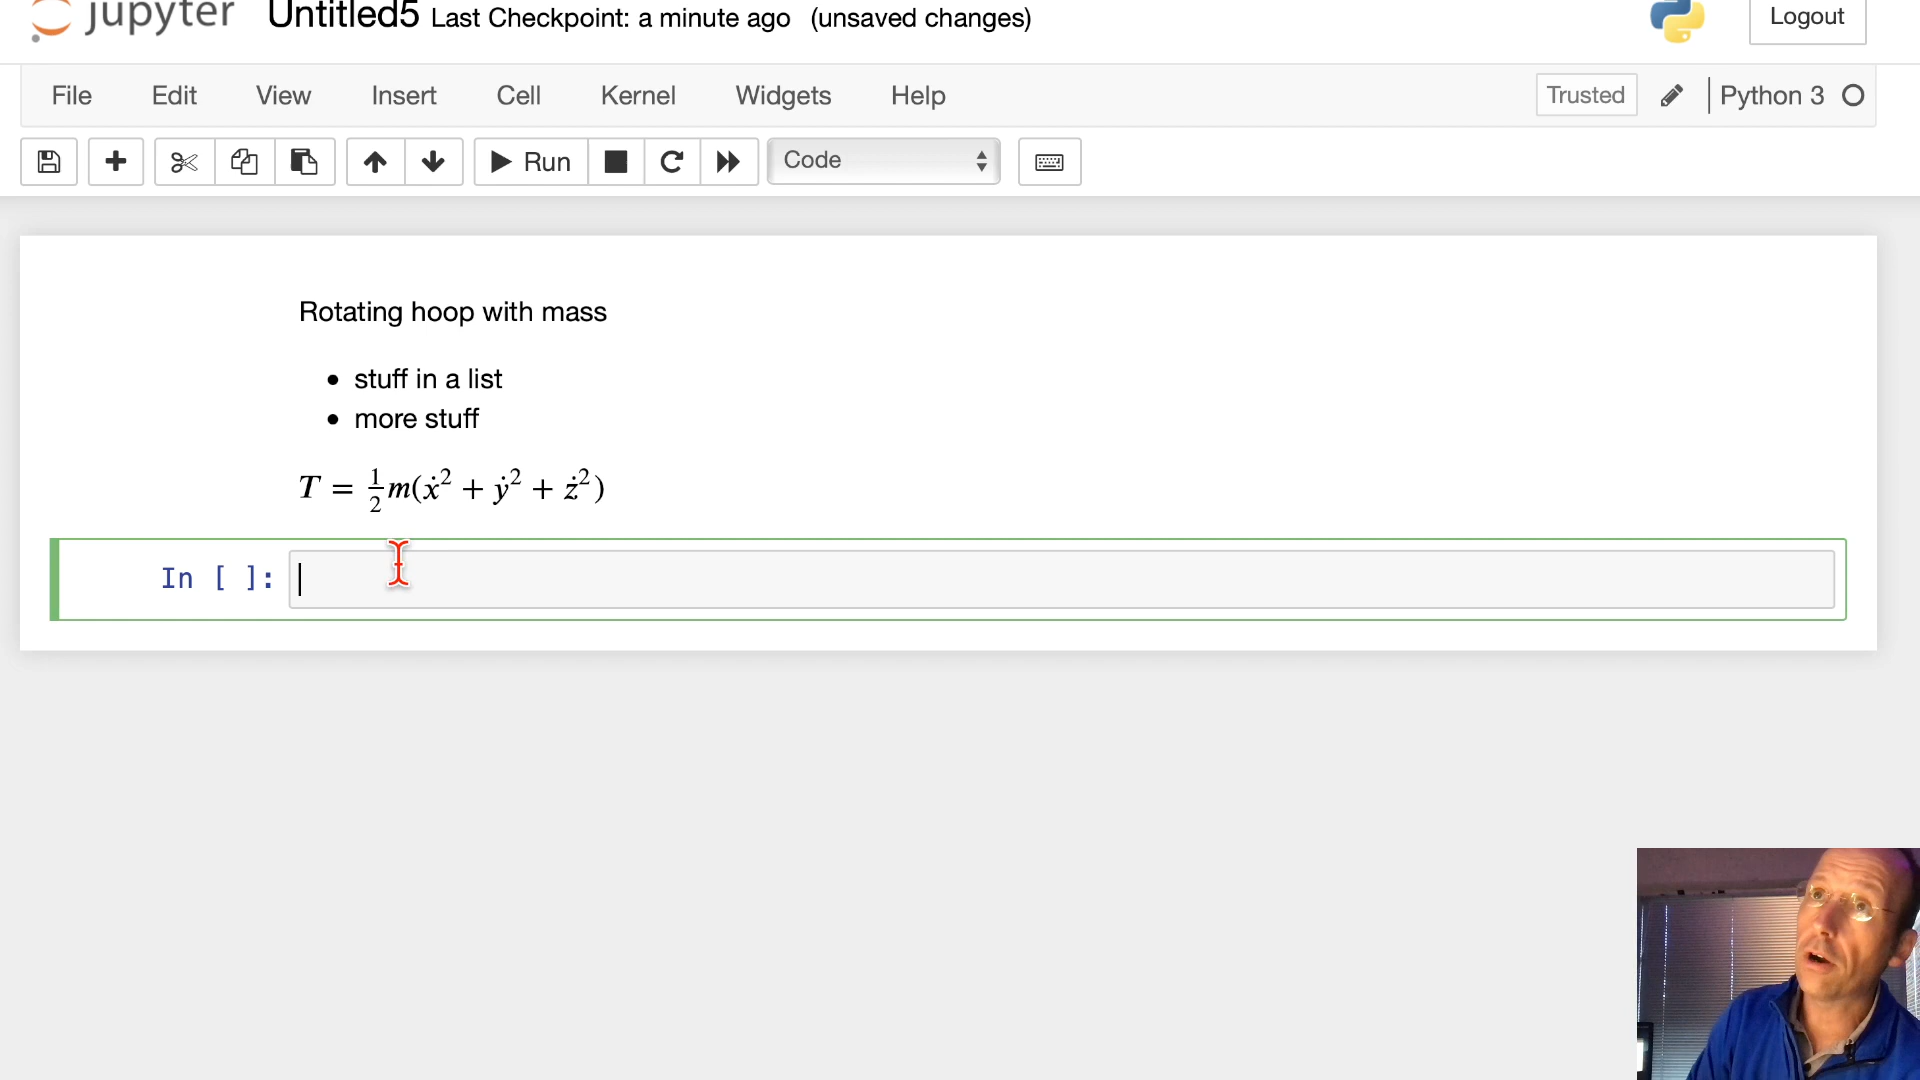 jupyter Untitled5 Last Checkpoint: a minute ago (unsaved changes) Logout
File Edit View Insert Cell Kernel Widgets Help Trusted Python 3
Run Code
Rotating hoop with mass
• stuff in a list
• more stuff
T = ½m(ẋ² + ẏ² + ż²)
In [ ]: